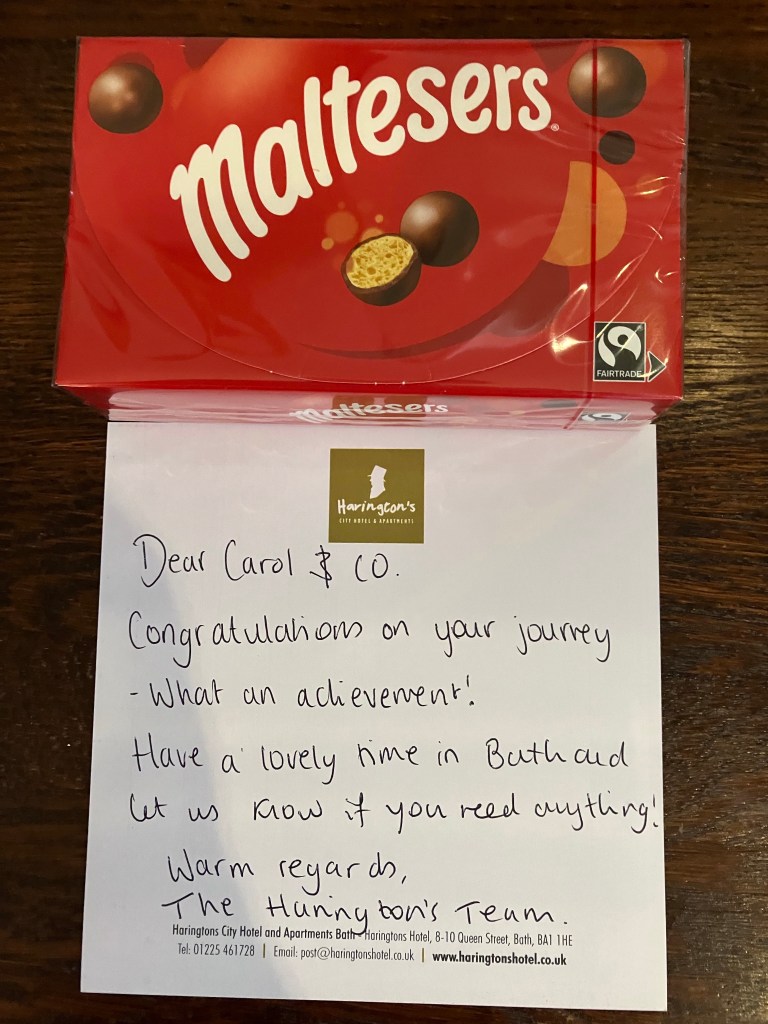 Maltesers®
FAIRTRADE
Maltesers
Harington's
CITY HOTEL & APARTMENTS
Dear Carol & CO.
Congratulations on your journey
- What an achievement!
Have a lovely time in Bath and
let us know if you need anything!
Warm regards,
The Harington's Team.
Haringtons City Hotel and Apartments Bath - Haringtons Hotel, 8-10 Queen Street, Bath, BA1 1HE
Tel: 01225 461728 | Email: post@haringtonshotel.co.uk | www.haringtonshotel.co.uk